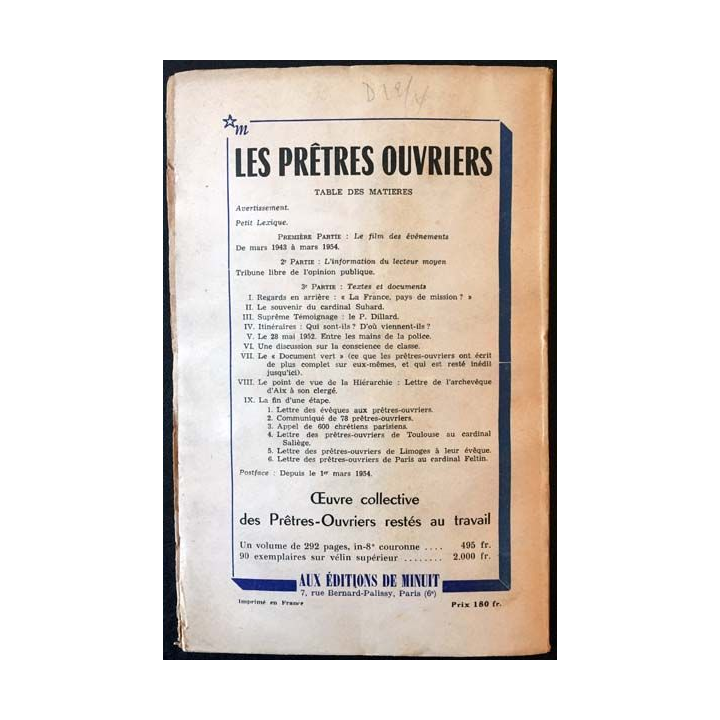 m
LES PRÊTRES OUVRIERS
TABLE DES MATIERES
Avertissement.
Petit Lexique.
PREMIÈRE PARTIE : Le film des événements
De mars 1943 à mars 1954.
2e PARTIE : L'information du lecteur moyen
Tribune libre de l'opinion publique.
3e PARTIE : Textes et documents
I. Regards en arrière : « La France, pays de mission ? »
II. Le souvenir du cardinal Suhard.
III. Suprême Témoignage : le P. Dillard.
IV. Itinéraires : Qui sont-ils ? D'où viennent-ils ?
V. Le 28 mai 1952. Entre les mains de la police.
VI. Une discussion sur la conscience de classe.
VII. Le « Document vert » (ce que les prêtres-ouvriers ont écrit
de plus complet sur eux-mêmes, et qui est resté inédit
jusqu'ici).
VIII. Le point de vue de la Hiérarchie : Lettre de l'archevêque
d'Aix à son clergé.
IX. La fin d'une étape.
1. Lettre des évêques aux prêtres-ouvriers.
2. Communiqué de 78 prêtres-ouvriers.
3. Appel de 600 chrétiens parisiens.
4. Lettre des prêtres-ouvriers de Toulouse au cardinal
Saliège.
5. Lettre des prêtres-ouvriers de Limoges à leur évêque.
6. Lettre des prêtres-ouvriers de Paris au cardinal Feltin.
Postface : Depuis le 1er mars 1954.
Œuvre collective
des Prêtres-Ouvriers restés au travail
Un volume de 292 pages, in-8° couronne .... 495 fr.
90 exemplaires sur vélin supérieur ........ 2.000 fr.
AUX ÉDITIONS DE MINUIT
7, rue Bernard-Palissy, Paris (6e)
Imprimé en France
Prix 180 fr.